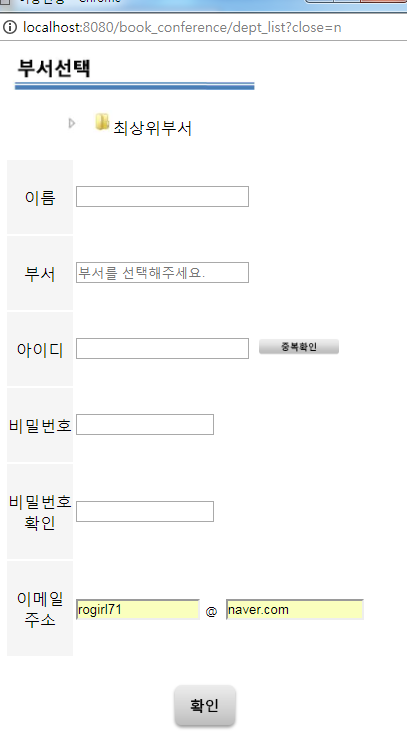 localhost:8080/book_conference/dept_list?close=n
부서선택
최상위부서
이름
부서 부서를 선택해주세요.
아이디 중복확인
비밀번호
비밀번호
확인
이메일
주소
rogirl71 @ naver.com
확인